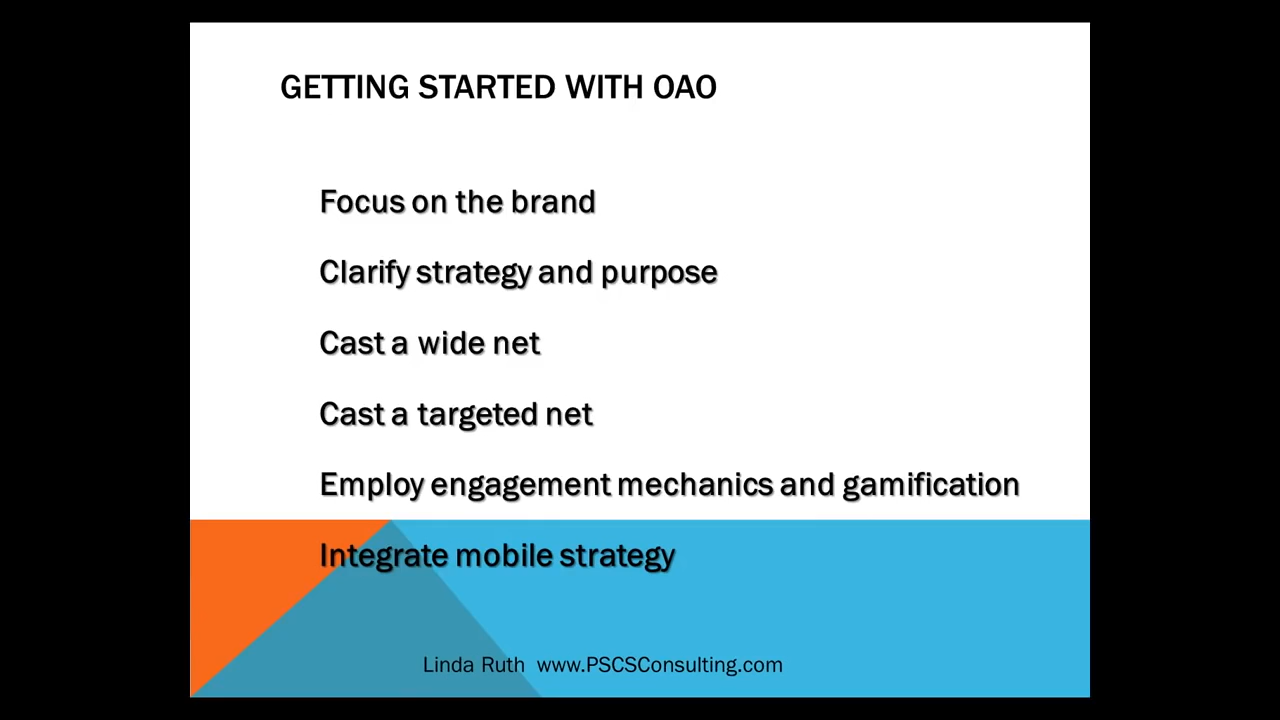 GETTING STARTED WITH OAO
Focus on the brand
Clarify strategy and purpose
Cast a wide net
Cast a targeted net
Employ engagement mechanics and gamification
Integrate mobile strategy
Linda Ruth www.PSCSConsulting.com